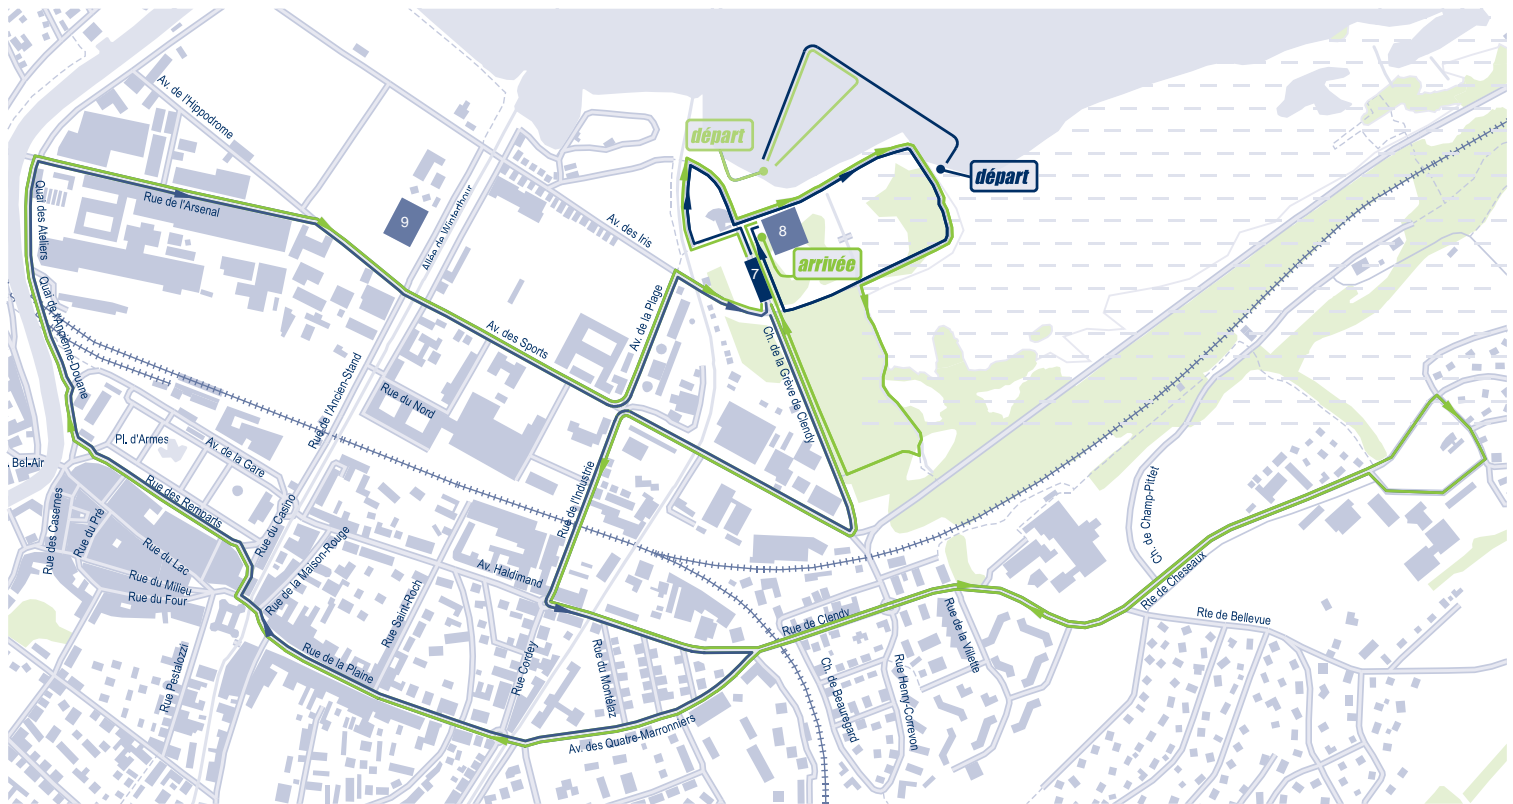 Av. de l'Hippodrome
départ
départ
Quai des Ateliers
Rue de l'Arsenal
9
Allée de Winterthour
Av. des Iris
8
arrivée
7
Quai de l'Ancienne-Douane
Av. des Sports
Av. de la Plage
Ch. de la Grève de Clendy
Rue de l'Ancien-Stand
Rue du Nord
Pl. d'Armes
Av. de la Gare
. Bel-Air
Rue des Remparts
Rue du Casino
Rue de l'Industrie
Ch. de Champ-Pittet
Rue des Casernes
Rue du Pré
Rue du Lac
Rue de la Maison-Rouge
Av. Haldimand
Rue du Milieu
Rue du Four
Rue Saint-Roch
Rte de Cheseaux
Rte de Bellevue
Rue de Clendy
Rue de la Villette
Rue Pestalozzi
Rue de la Plaine
Rue Cordey
Rue du Montélaz
Ch. de Beauregard
Rue Henry-Correvon
Av. des Quatre-Marronniers